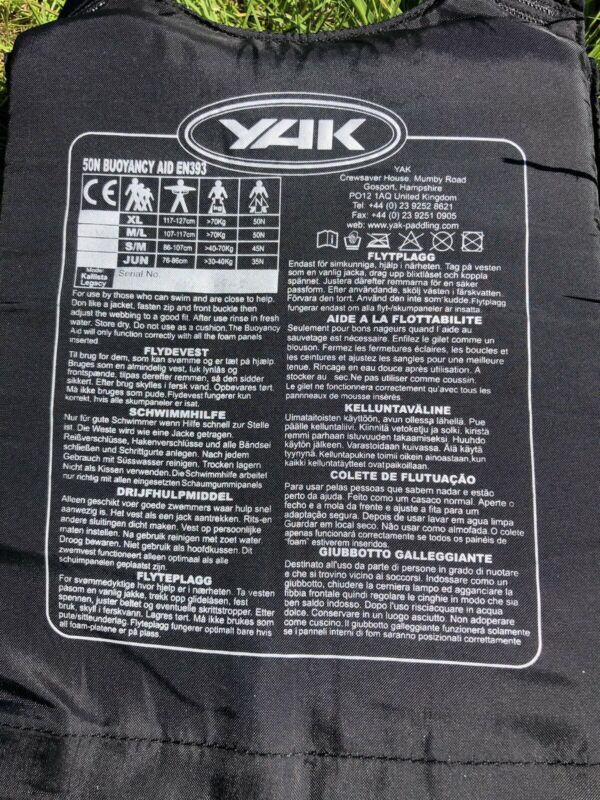 YAK
50N BUOYANCY AID EN393
CE
XL 117-127cm >70Kg 50N
M/L 107-117cm >70Kg 50N
S/M 86-107cm >40-70Kg 45N
JUN 76-86cm >30-40Kg 35N
Model
Kallista
Legacy
Serial No.
For use by those who can swim and are close to help.
Don like a jacket, fasten zip and front buckle then
adjust the webbing to a good fit. After use rinse in fresh
water. Store dry. Do not use as a cushion.The Buoyancy
Aid will only function correctly with all the foam panels
inserted
FLYDEVEST
Til brug for dem, som kan svømme og er tæt på hjælp.
Bruges som en almindelig vest, luk lynlås og
frontspænde, tilpas derefter remmen, så den sidder
sikkert. Efter brug skylles i fersk vand. Opbevares tørt.
Må ikke bruges som pude. Flydevest fungerer kun
korrekt, hvis alle skumpaneler er isat.
SCHWIMMHILFE
Nur für gute Schwimmer wenn Hilfe schnell zur Stelle
ist. Die Weste wird wie eine Jacke getragen.
Reißverschlüsse, Hakenverschlüsse und alle Bändsei
schließen und Schrittgurte anlegen. Nach jedem
Gebrauch mit Süsswasser reinigen. Trocken lagern
Nicht als Kissen verwenden.Die Schwimmhilfe arbeitet
nur richtig mit allen eingesetzten Schaumgummipanels
DRIJFHULPMIDDEL
Alleen geschikt voer goede zwemmers waar hulp snel
aanwezig is. Het vest als een jack aantrekken. Rits-en
andere sluitingen dicht maken. Vest op persoonlijke
maten instellen. Na gebruik reinigen met zoet water.
Droog bewaren. Niet gebruik als hoofdkussen. Dit
zwemvest functioneer alleen optimaal als alle
schuimpanelen geplaatst zijn.
FLYTEPLAGG
For svømmedyktige hvor hjelp er i nærheten. Ta vesten
påsom en vanlig jakke, trekk opp glidelåsen, fest
spennen, juster beltet og eventuelle skrittstropper. Etter
bruk, skyll i ferskvann. Lagres tørt. Må ikke brukes som
pute/sitteunderlag. Flyteplagg fungerer optimalt bare hvis
all foam-platene er på plass.
YAK
Crewsaver House, Mumby Road
Gosport, Hampshire
PO12 1AQ United Kingdom
Tel: +44 (0) 23 9252 8621
Fax: +44 (0) 23 9251 0905
web: www.yak-paddling.com
FLYTPLAGG
Endast för simkunniga, hjälp i närheten. Tag på vesten
som en vanlig jacka, drag upp blixtlåset och koppla
spännet. Justera därefter remmarna för en säker
passform. Efter användande, skölj västen i färskvatten.
Förvara den torrt. Använd den inte som kudde.Flytplagg
fungerar endast om alla flyt-/skumpaneler ar insatta.
AIDE A LA FLOTTABILITE
Seulement pour bons nageurs quand l´aide au
sauvetage est nécessaire. Enfilez le gilet comme un
blouson. Fermez les fermetures éclaires, les boucles et
les ceintures et ajustez les sangles pour une meilleure
tenue. Rincage en eau douce après utilisation. A
stocker au sec.Ne pas utiliser comme coussin.
Le gilet ne fonctionnera correctement qu'avec tous les
panneneaux de mousse insérés.
KELLUNTAVÄLINE
Uimataitoisten käyttöön, avun ollessa lähellä. Pue
päälle kelluntaliivi. Kiinnitä vetoketju ja solki, kiristä
remmi parhaan istuvuuden takaamiseksi. Huuhdo
käytön jälkeen. Varastoidaan kuivassa. Älä käytä
tyynynä. Kelluntapukine toimii oikein ainoastaan,kun
kaikki kelluntatäytteet ovatpaikoillaan.
COLETE DE FLUTUAÇÃO
Para usar pelas pessoas que sabem nadar e estão
perto da ajuda. Feito como um casaco normal. Aperte o
fecho e a mola da frente e ajuste a fita para um
adaptação segura. Depois de usar lavar em agua limpa
Guardar em local seco. Não usar como almofada.O colete
apenas funcionará correctamente se todos os painéis de
"foam" estiverem inseridos.
GIUBBOTTO GALLEGGIANTE
Destinato all'uso da parte di persone in grado di nuotare
e che si trovino vicino ai soccorsi. Indossare como un
giubbotto, chiudere la cerniera lampo ed agganciare la
fibbia frontale quindi regolare le cinghie in modo che sia
ben saldo indosso. Dopo l'uso risciacquare in acqua
dolce. Conservare in un luogo asciutto. Non adoperare
come cuscino. Il giubbotto galleggiante funzionerà solamente
se i panneli interni di fom saranno posizionati correttamente